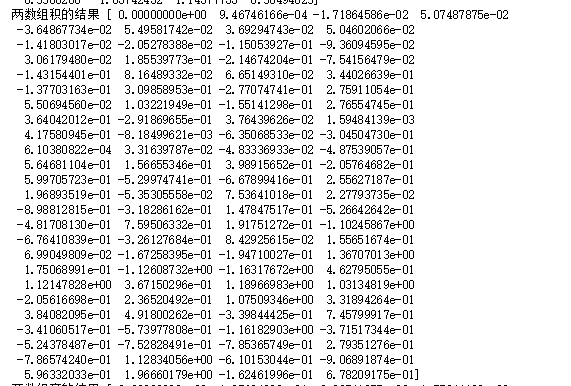 两数组积的结果 [ 0.00000000e+00 9.46746166e-04 -1.71864586e-02 5.07487875e-02
-3.64867734e-02 5.49581742e-02 3.69294743e-02 5.04602066e-02
-1.41803017e-02 -2.05278388e-02 -1.15053927e-01 -9.36094595e-02
3.06179480e-02 1.85539773e-01 -2.14674204e-01 -7.54156479e-02
-1.43154401e-01 8.16489332e-02 6.65149310e-02 3.44026639e-01
-1.37703163e-01 3.09858953e-01 -2.77074741e-01 2.75911054e-01
5.50694560e-02 1.03221949e-01 -1.55141298e-01 2.76554745e-01
3.64042012e-01 -2.91869655e-01 3.76439626e-02 1.59484139e-03
4.17580945e-01 -8.18499621e-03 -6.35068533e-02 -3.04504730e-01
6.10380822e-04 3.31639787e-02 -4.83336933e-02 -4.87539057e-01
5.64681104e-01 1.56655346e-01 3.98915652e-01 -2.05764682e-01
5.99705723e-01 -5.29974741e-01 -6.67899416e-01 2.55627187e-01
1.96893519e-01 -5.35305558e-02 7.53641018e-01 2.27793735e-02
-8.98812815e-01 -3.18286162e-01 1.47847517e-01 -5.26642642e-01
-4.81718130e-01 7.59506332e-01 1.91751272e-01 -1.10245867e+00
-6.76410839e-01 -3.26127684e-01 8.42925615e-02 1.55651674e-01
6.99049809e-02 -1.67258395e-01 -1.94710027e-01 1.36707013e+00
1.75068991e-01 -1.12608732e+00 -1.16317672e+00 4.62795055e-01
1.12147828e+00 3.67150296e-01 1.18966983e+00 1.03134819e+00
-2.05616698e-01 2.36520492e-01 1.07509346e+00 3.31894264e-01
3.84082095e-01 4.91800262e-01 -3.39844425e-01 7.45799917e-01
-3.41060517e-01 -5.73977808e-01 -1.16182903e+00 -3.71517344e-01
-5.24378487e-01 -7.52828491e-01 -7.85365749e-01 2.79351276e-01
-7.86574240e-01 1.12834056e+00 -6.10153044e-01 -9.06891874e-01
5.96332033e-01 1.96660179e+00 -1.62461995e-01 6.78209175e-01]